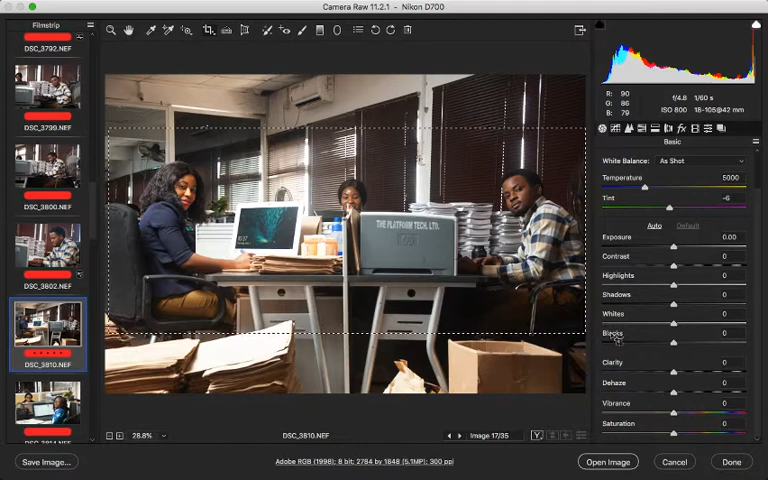 Camera Raw 11.2.1 - Nikon D700
Filmstrip
DSC_3792.NEF
DSC_3799.NEF
DSC_3800.NEF
DSC_3802.NEF
DSC_3810.NEF
THE PLATFORM TECH. LTD.
28.8%
DSC_3810.NEF
Image 17/35
Y
R: 90
G: 86
B: 79
f/4.8 1/60 s
ISO 800 18-105@42 mm
fx
Basic
White Balance: As Shot
Temperature 5000
Tint -6
Auto Default
Exposure 0.00
Contrast 0
Highlights 0
Shadows 0
Whites 0
Blacks 0
Clarity 0
Dehaze 0
Vibrance 0
Saturation 0
Save Image...
Adobe RGB (1998); 8 bit; 2784 by 1848 (5.1MP); 300 ppi
Open Image
Cancel
Done